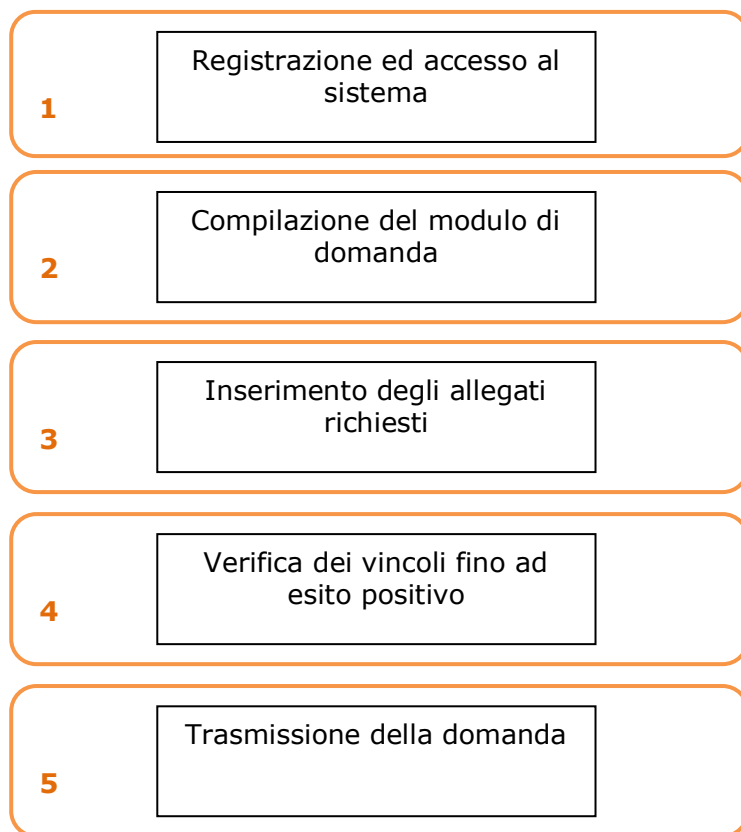 Registrazione ed accesso al
sistema
1
Compilazione del modulo di
domanda
2
Inserimento degli allegati
richiesti
3
Verifica dei vincoli fino ad
esito positivo
4
Trasmissione della domanda
5